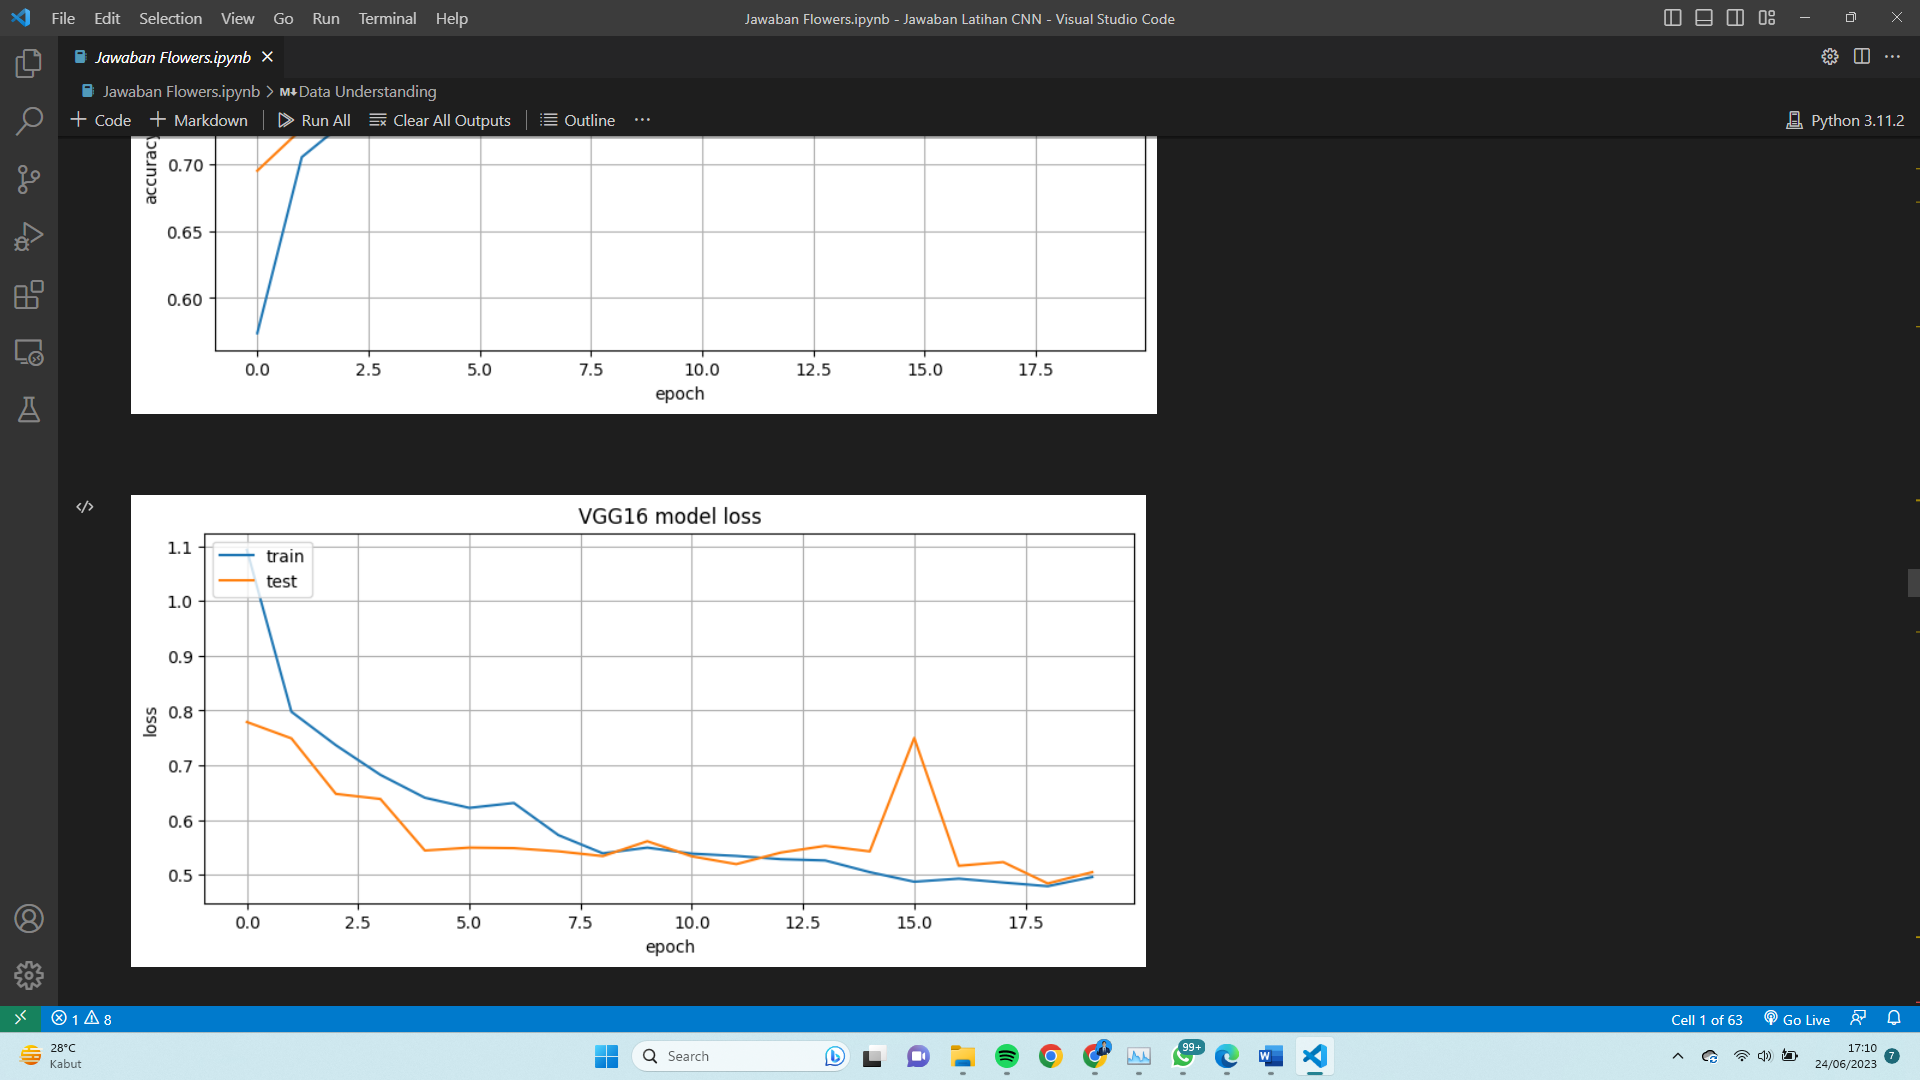 File Edit Selection View Go Run Terminal Help
Jawaban Flowers.ipynb - Jawaban Latihan CNN - Visual Studio Code
Jawaban Flowers.ipynb
Jawaban Flowers.ipynb > M↓Data Understanding
+ Code + Markdown Run All Clear All Outputs Outline ...
Python 3.11.2
accuracy
0.70
0.65
0.60
0.0 2.5 5.0 7.5 10.0 12.5 15.0 17.5
epoch
VGG16 model loss
train
test
loss
1.1
1.0
0.9
0.8
0.7
0.6
0.5
0.0 2.5 5.0 7.5 10.0 12.5 15.0 17.5
epoch
1 8
Cell 1 of 63 Go Live
28°C
Kabut
Search
99+
17:10
24/06/2023
7